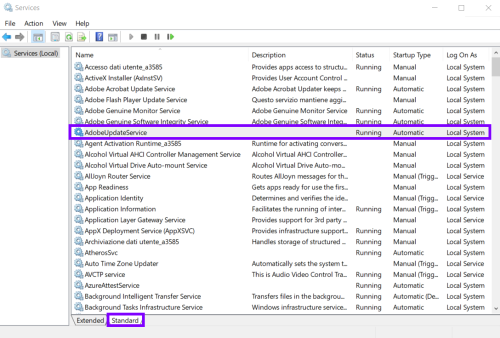 Services
File Action View Help
Services (Local)
Name Description Status Startup Type Log On As
Accesso dati utente_a3585 Provides apps access to structu... Running Manual Local System
ActiveX Installer (AxInstSV) Provides User Account Control ... Manual Local System
Adobe Acrobat Update Service Adobe Acrobat Updater keeps ... Running Automatic Local System
Adobe Flash Player Update Service Questo servizio mantiene aggi... Manual Local System
Adobe Genuine Monitor Service Adobe Genuine Monitor Service Running Automatic Local System
Adobe Genuine Software Integrity Service Adobe Genuine Software Integ... Running Automatic Local System
AdobeUpdateService Running Automatic Local System
Agent Activation Runtime_a3585 Runtime for activating convers... Manual Local System
Alcohol Virtual AHCI Controller Management Service Alcohol Virtual AHCI Controlle... Running Manual Local System
Alcohol Virtual Drive Auto-mount Service Alcohol Virtual Drive Auto-mo... Running Automatic Local System
AllJoyn Router Service Routes AllJoyn messages for th... Manual (Trigg... Local Service
App Readiness Gets apps ready for use the firs... Manual Local System
Application Identity Determines and verifies the ide... Manual (Trigg... Local Service
Application Information Facilitates the running of inter... Running Manual (Trigg... Local System
Application Layer Gateway Service Provides support for 3rd party ... Manual Local Service
AppX Deployment Service (AppXSVC) Provides infrastructure support... Running Manual (Trigg... Local System
Archiviazione dati utente_a3585 Handles storage of structured ... Running Manual Local System
AtherosSvc Running Automatic Local System
Auto Time Zone Updater Automatically sets the system t... Manual (Trigg... Local Service
AVCTP service This is Audio Video Control Tra... Running Manual (Trigg... Local Service
AzureAttestService Running Automatic Local System
Background Intelligent Transfer Service Transfers files in the backgrou... Running Automatic (De... Local System
Background Tasks Infrastructure Service Windows infrastructure service... Running Automatic Local System
Extended Standard